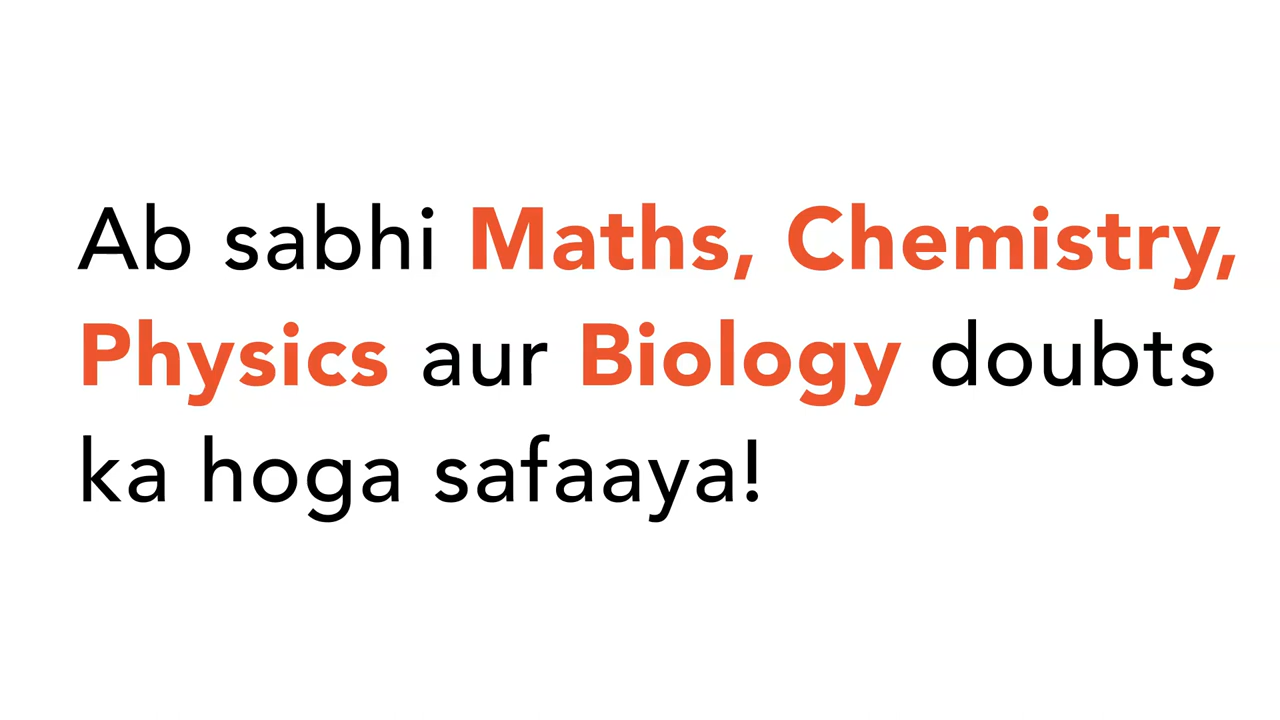 Ab sabhi Maths, Chemistry,
Physics aur Biology doubts
ka hoga safaaya!